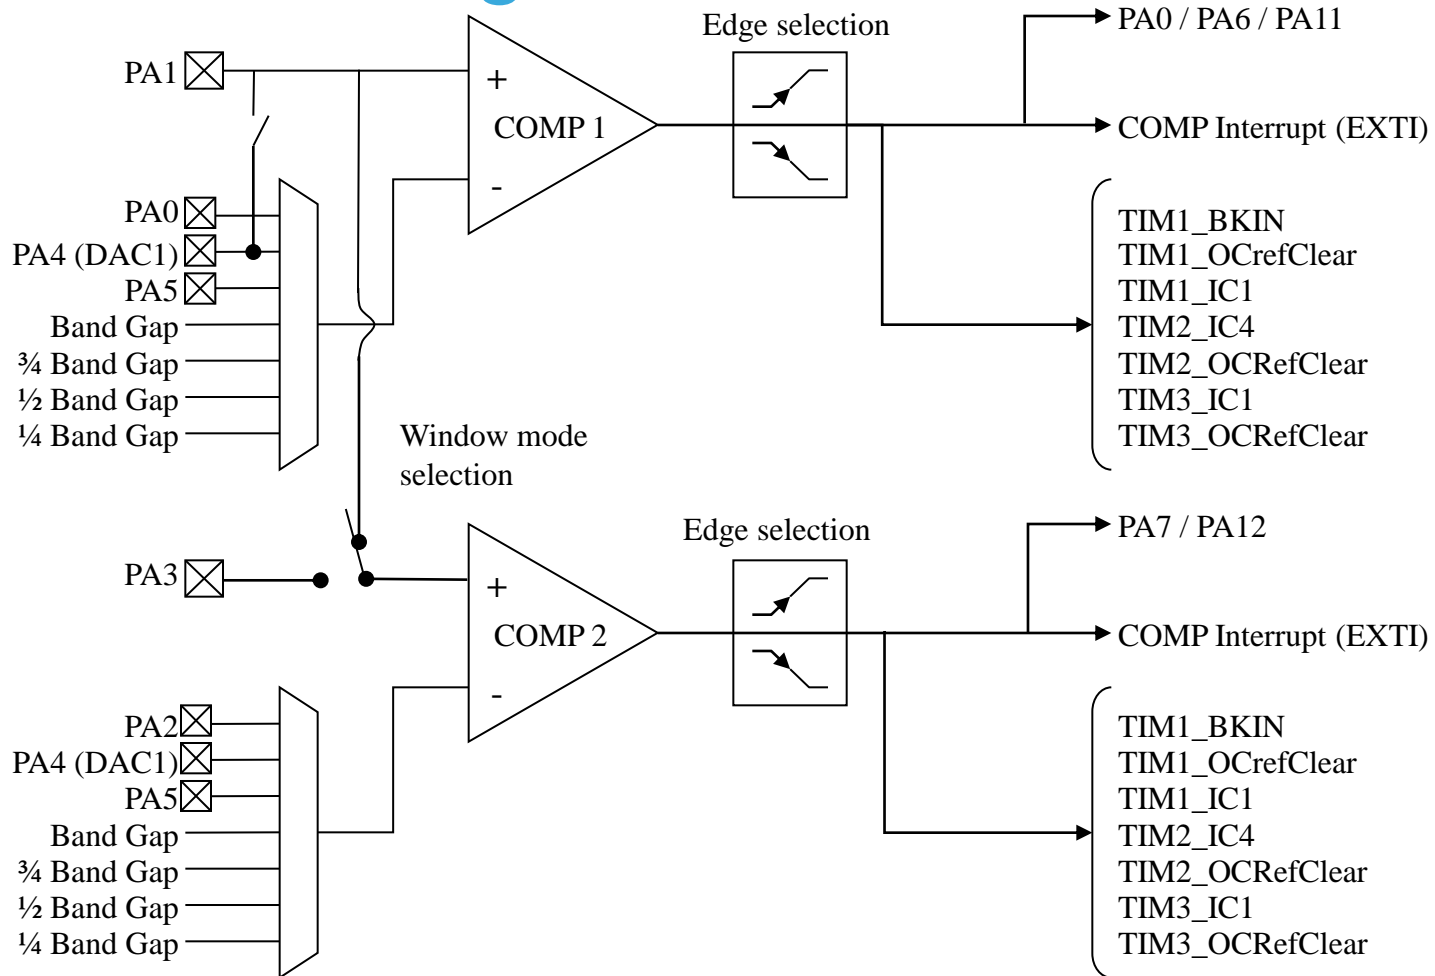 Edge selection
PA0 / PA6 / PA11
PA1
+
COMP 1
-
COMP Interrupt (EXTI)
PA0
PA4 (DAC1)
PA5
Band Gap
¾ Band Gap
½ Band Gap
¼ Band Gap
TIM1_BKIN
TIM1_OCrefClear
TIM1_IC1
TIM2_IC4
TIM2_OCRefClear
TIM3_IC1
TIM3_OCRefClear
Window mode
selection
Edge selection
PA7 / PA12
PA3
+
COMP 2
-
COMP Interrupt (EXTI)
PA2
PA4 (DAC1)
PA5
Band Gap
¾ Band Gap
½ Band Gap
¼ Band Gap
TIM1_BKIN
TIM1_OCrefClear
TIM1_IC1
TIM2_IC4
TIM2_OCRefClear
TIM3_IC1
TIM3_OCRefClear